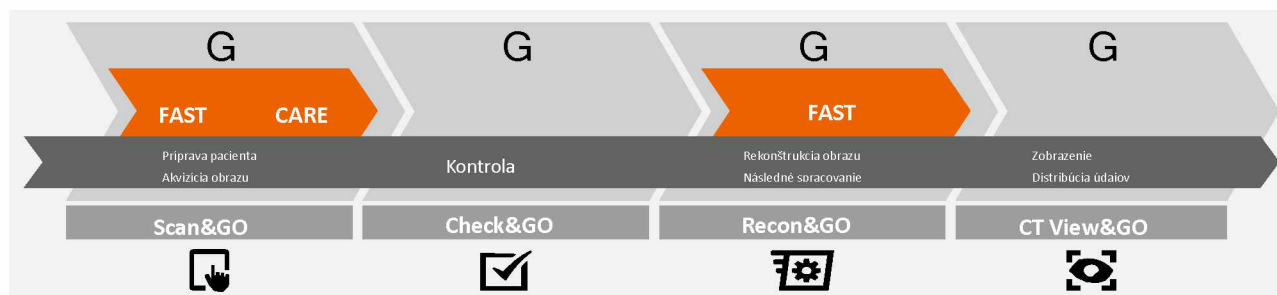 G
G
G
G
FAST CARE
FAST
Príprava pacienta
Akvizícia obrazu
Kontrola
Rekonštrukcia obrazu
Následné spracovanie
Zobrazenie
Distribúcia údajov
Scan&GO
Check&GO
Recon&GO
CT View&GO